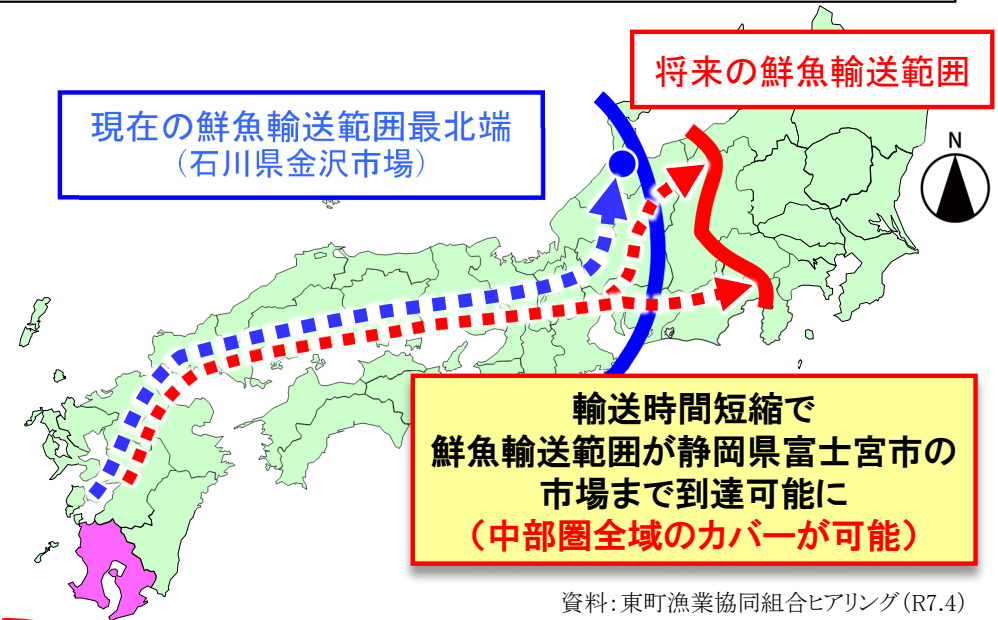 将来の鮮魚輸送範囲
現在の鮮魚輸送範囲最北端
(石川県金沢市場)
N
輸送時間短縮で
鮮魚輸送範囲が静岡県富士宮市の
市場まで到達可能に
(中部圏全域のカバーが可能)
資料:東町漁業協同組合ヒアリング(R7.4)